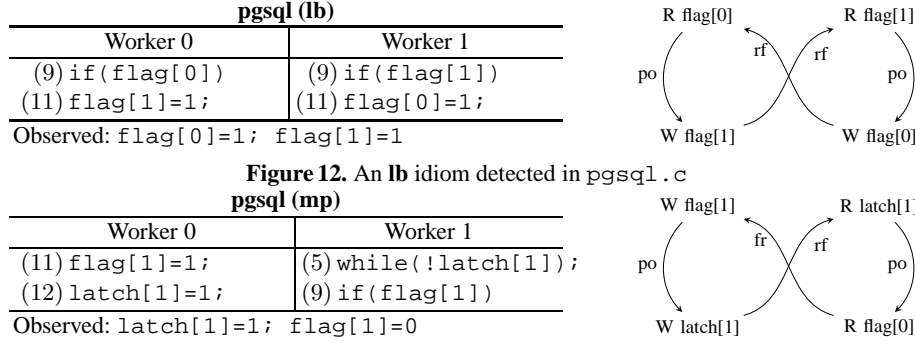 pgsql (lb)
Worker 0 Worker 1
(9) if(flag[0]) (9) if(flag[1])
(11) flag[1]=1; (11) flag[0]=1;
Observed: flag[0]=1; flag[1]=1
R flag[0] R flag[1]
rf rf
po po
W flag[1] W flag[0]
Figure 12. An lb idiom detected in pgsql.c
pgsql (mp)
Worker 0 Worker 1
(11) flag[1]=1; (5) while(!latch[1]);
(12) latch[1]=1; (9) if(flag[1])
Observed: latch[1]=1; flag[1]=0
W flag[1] R latch[1]
fr rf
po po
W latch[1] R flag[0]